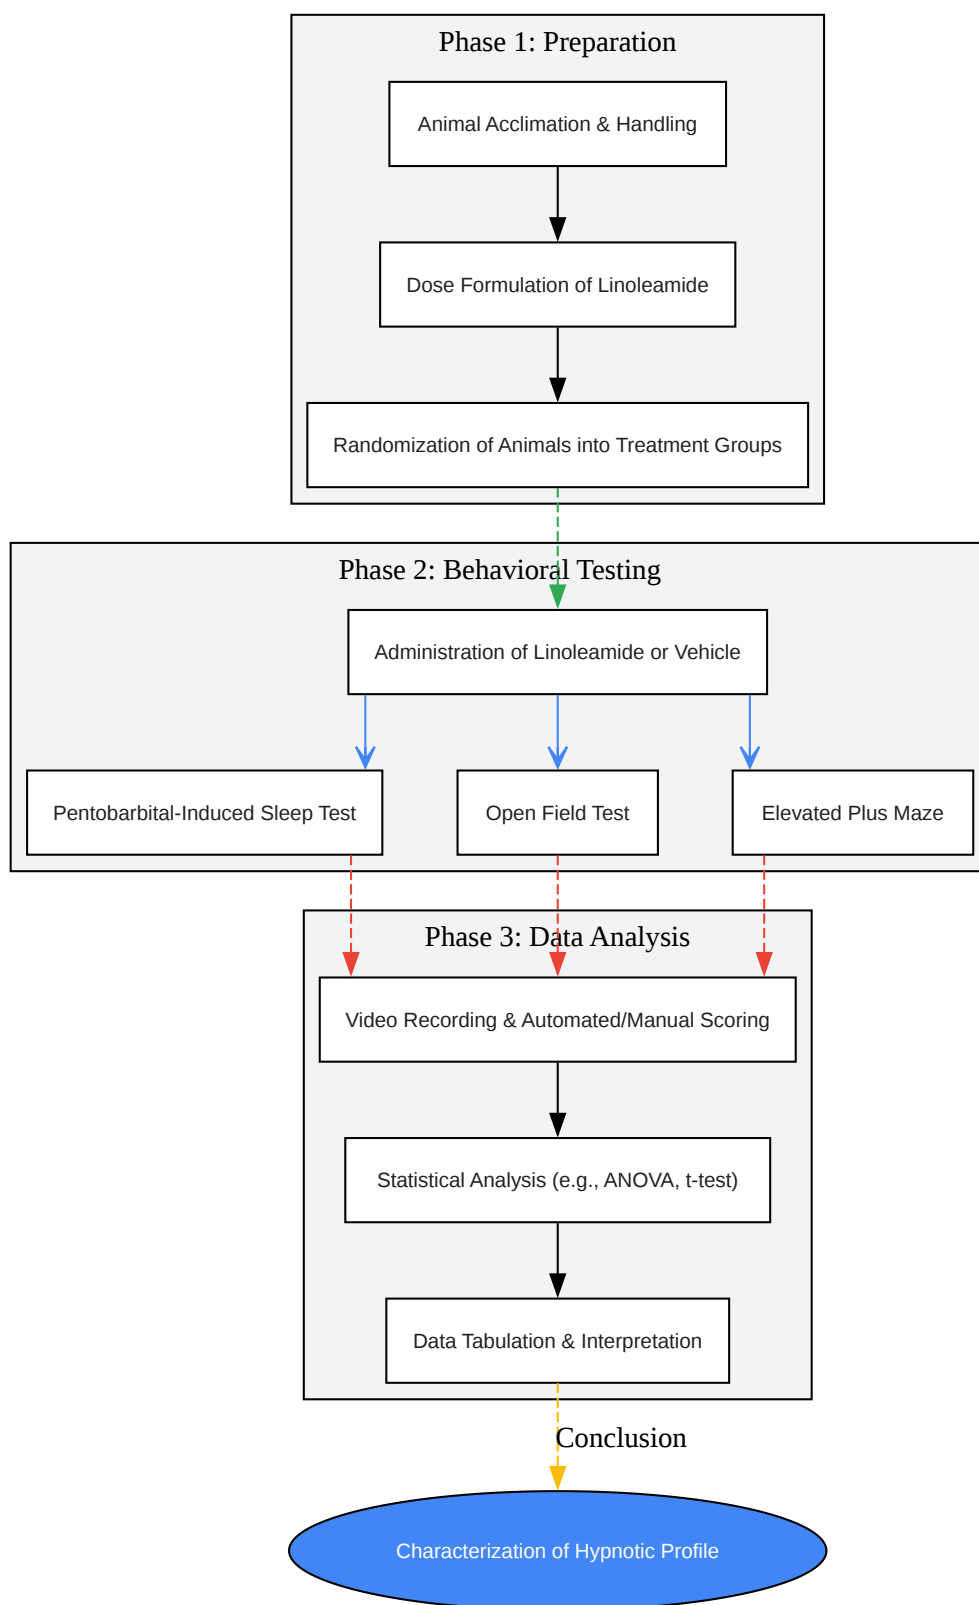 Phase 1: Preparation
Animal Acclimation & Handling
Dose Formulation of Linoleamide
Randomization of Animals into Treatment Groups
Phase 2: Behavioral Testing
Administration of Linoleamide or Vehicle
Pentobarbital-Induced Sleep Test
Open Field Test
Elevated Plus Maze
Phase 3: Data Analysis
Video Recording & Automated/Manual Scoring
Statistical Analysis (e.g., ANOVA, t-test)
Data Tabulation & Interpretation
Conclusion
Characterization of Hypnotic Profile